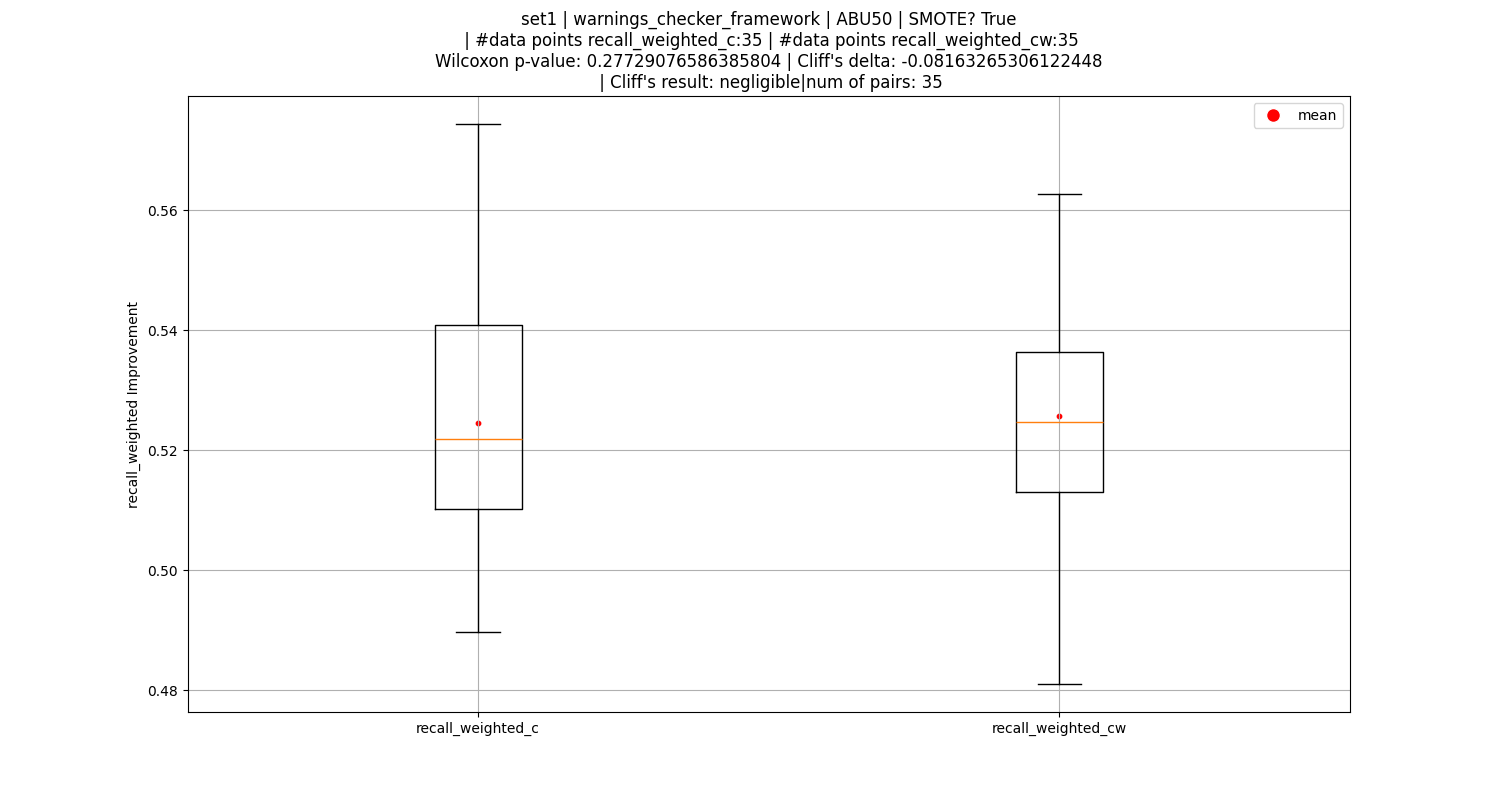 set1 | warnings_checker_framework | ABU50 | SMOTE? True
| #data points recall_weighted_c:35 | #data points recall_weighted_cw:35
Wilcoxon p-value: 0.27729076586385804 | Cliff's delta: -0.08163265306122448
| Cliff's result: negligible|num of pairs: 35
mean
0.56
0.54
0.52
0.50
0.48
recall_weighted Improvement
recall_weighted_c
recall_weighted_cw